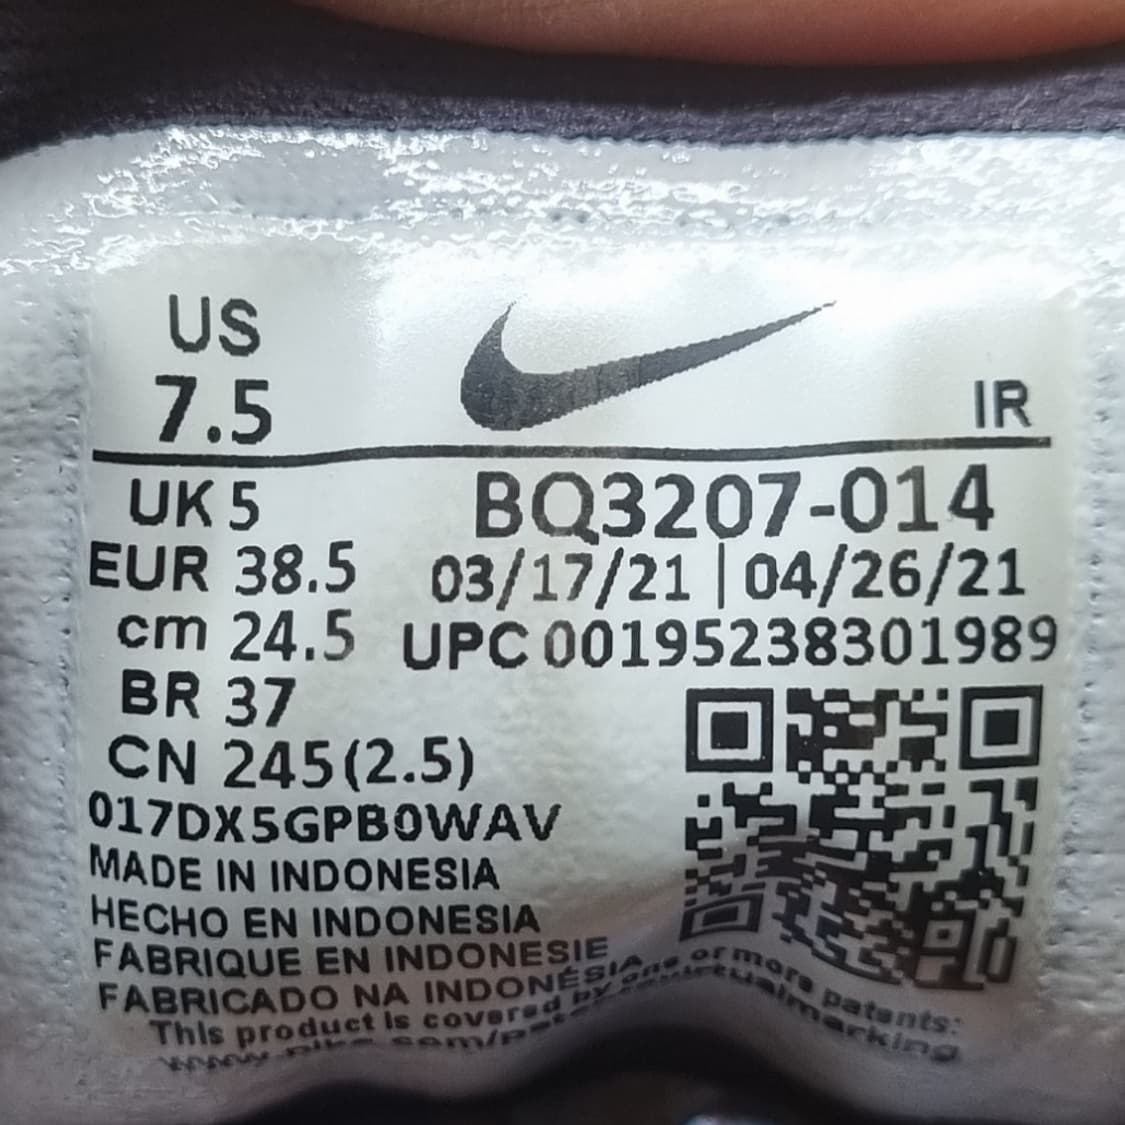 US
7.5
IR
UK 5
BQ3207-014
EUR 38.5
03/17/21 | 04/26/21
cm 24.5
UPC 00195238301989
BR 37
CN 245(2.5)
017DX5GPB0WAV
MADE IN INDONESIA
HECHO EN INDONESIA
FABRIQUE EN INDONESIE
FABRICADO NA INDONÉSIA
This product is covered by one or more patents: